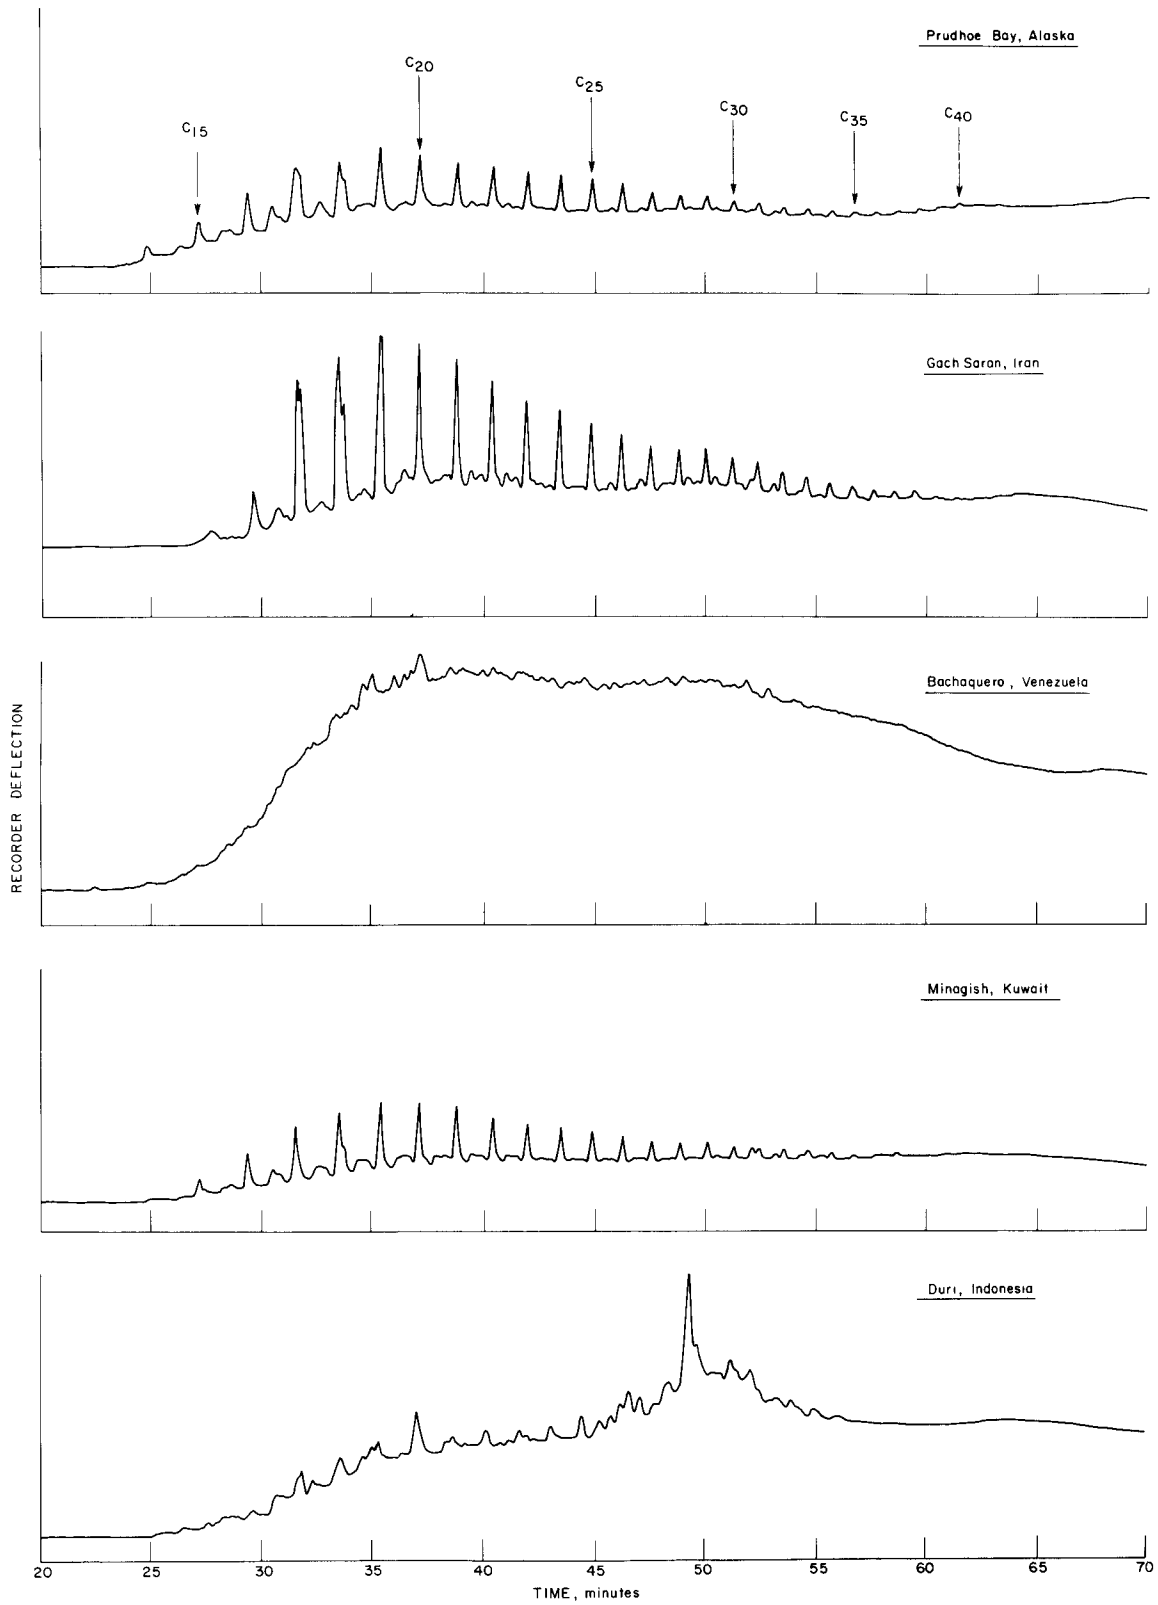 Prudhoe Bay, Alaska
C15
C20
C25
C30
C35
C40
Gach Saran, Iran
Bachaquero, Venezuela
RECORDER DEFLECTION
Minagish, Kuwait
Duri, Indonesia
20 25 30 35 40 45 50 55 60 65 70
TIME, minutes